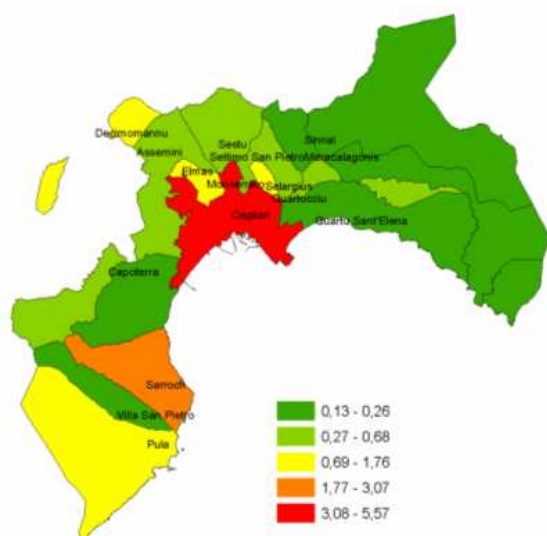 Decimomannu
Sestu
Sinnai
Assemini
Settimo San Pietro
Maracalagonis
Elmas
Monserrato
Selargius
Quartucciu
Cagliari
Quartu Sant'Elena
Capoterra
Sarroch
Villa San Pietro
Pula
0,13 - 0,26
0,27 - 0,68
0,69 - 1,76
1,77 - 3,07
3,08 - 5,57